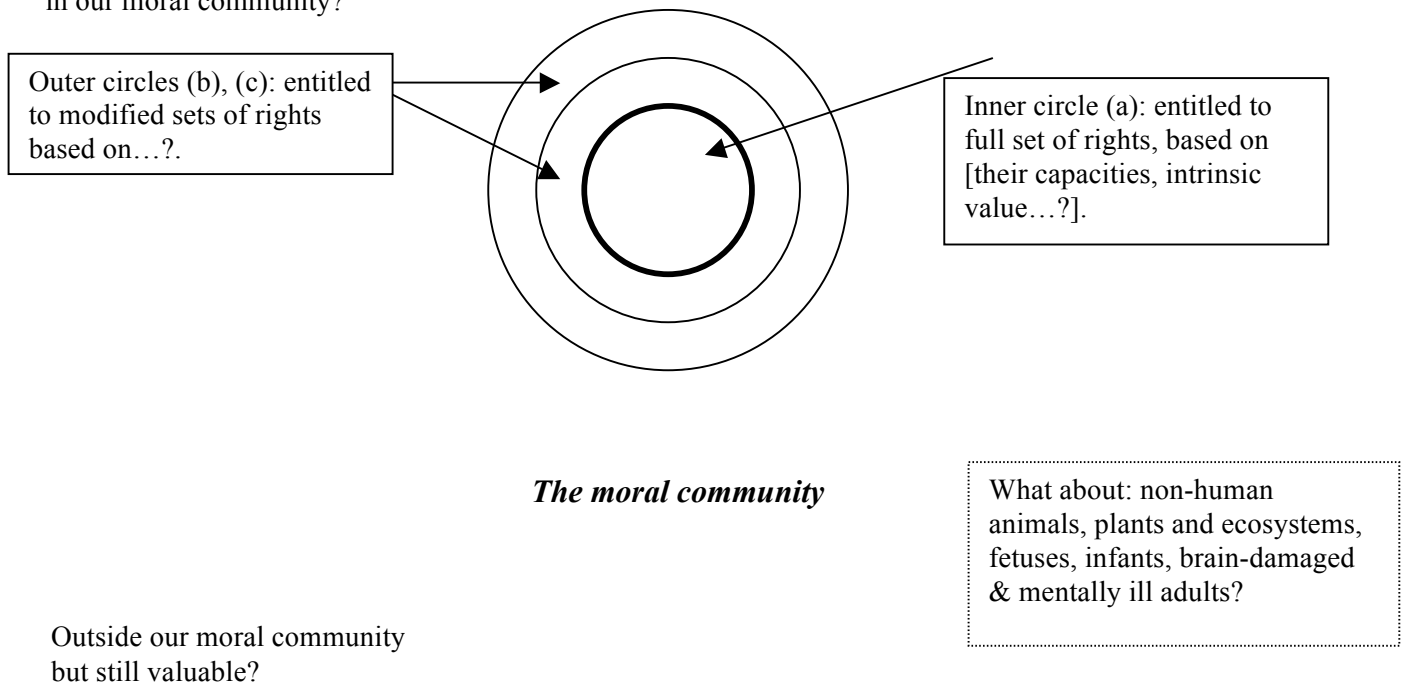 in our moral community?
Outer circles (b), (c): entitled
to modified sets of rights
based on…?.
Inner circle (a): entitled to
full set of rights, based on
[their capacities, intrinsic
value…?].
The moral community
What about: non-human
animals, plants and ecosystems,
fetuses, infants, brain-damaged
& mentally ill adults?
Outside our moral community
but still valuable?